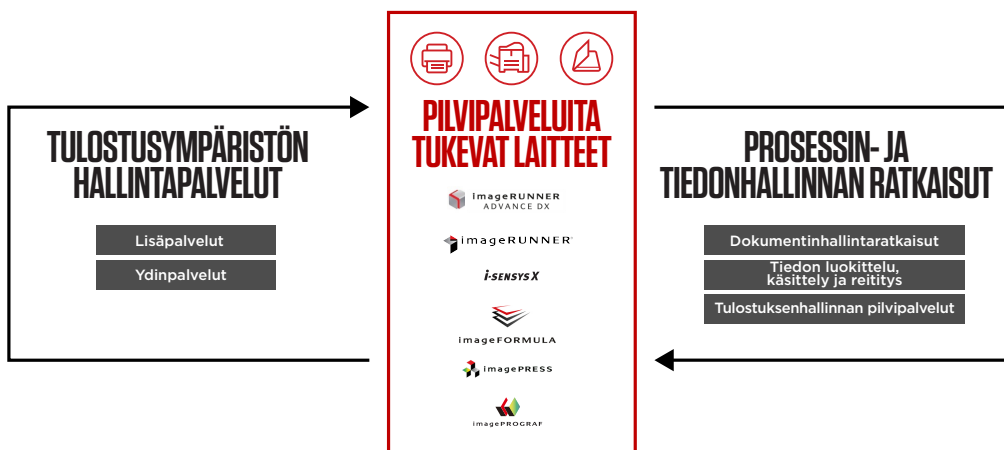 TULOSTUSYMPÄRISTÖN
HALLINTAPALVELUT
Lisäpalvelut
Ydinpalvelut
PILVIPALVELUITA
TUKEVAT LAITTEET
imageRUNNER
ADVANCE DX
imageRUNNER
i-SENSYS X
imageFORMULA
imagePRESS
imagePROGRAF
PROSESSIN- JA
TIEDONHALLINNAN RATKAISUT
Dokumentinhallintaratkaisut
Tiedon luokittelu,
käsittely ja reititys
Tulostuksenhallinnan pilvipalvelut